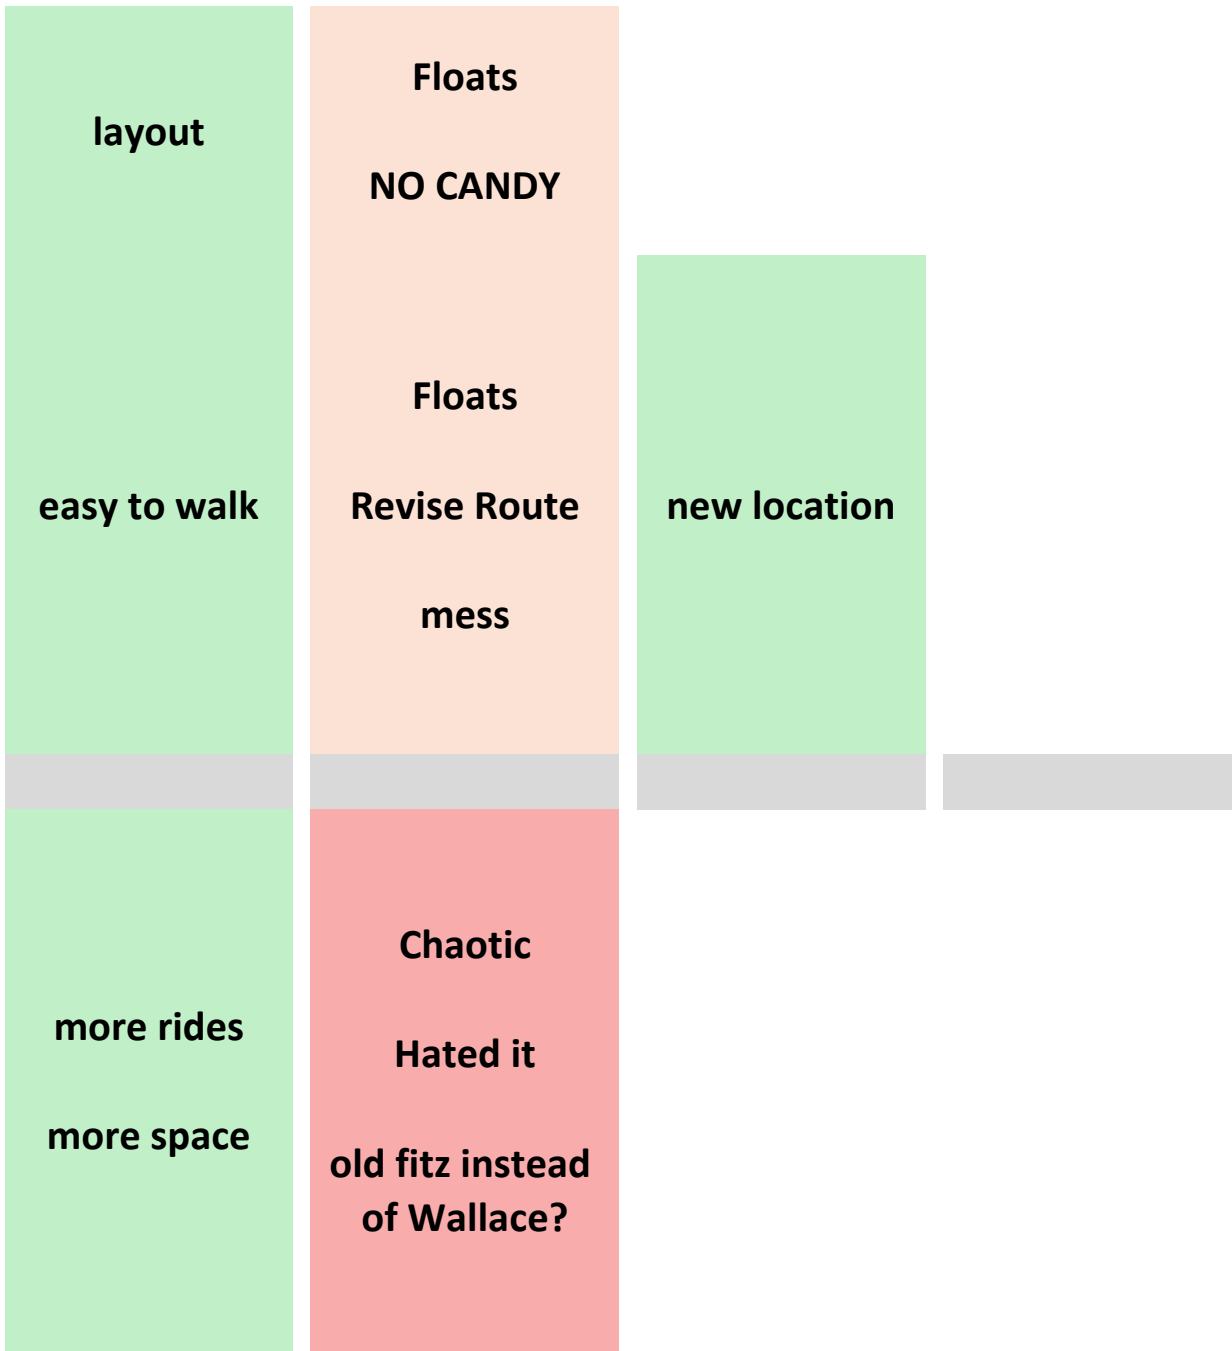 layout
Floats
NO CANDY
easy to walk
Floats
Revise Route
mess
new location
more rides
more space
Chaotic
Hated it
old fitz instead
of Wallace?